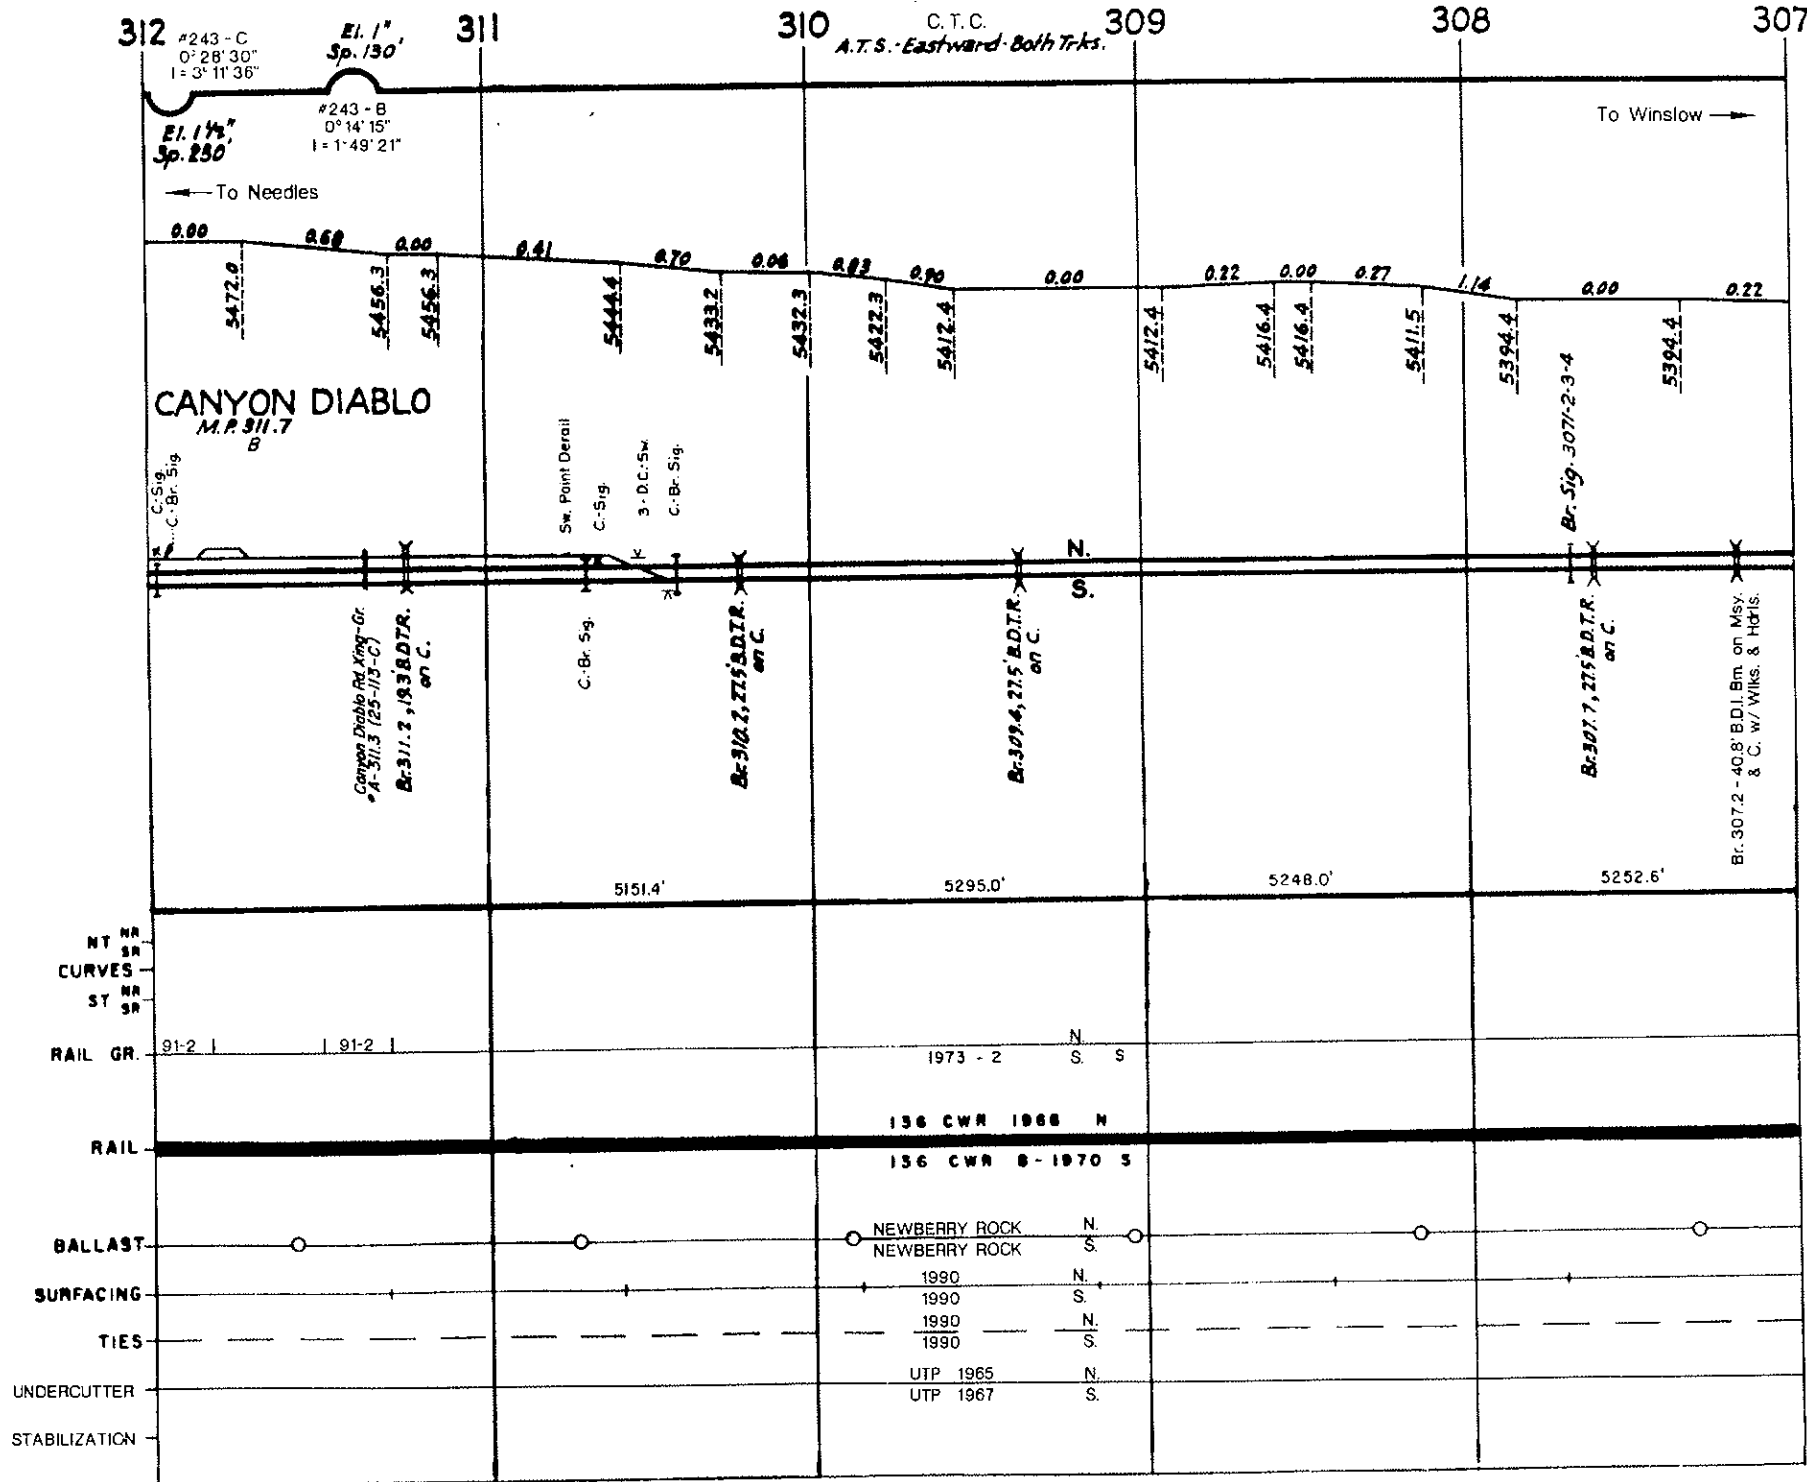 312
311
310
309
308
307
#243 - C
0° 28' 30"
I = 3° 11' 36"
El. 1",
Sp. 130'
C. T. C.
A.T.S. - Eastward - Both Trks.
El. 1 1/2",
Sp. 230'
#243 - B
0° 14' 15"
I = 1° 49' 21"
To Winslow
To Needles
0.00
0.60
0.00
0.41
0.70
0.06
0.83
0.90
0.00
0.22
0.00
0.27
1.14
0.00
0.22
5472.0
5456.3
5456.3
5444.4
5433.2
5432.3
5422.3
5412.4
5412.4
5416.4
5416.4
5411.5
5394.4
5394.4
CANYON DIABLO
M.P. 311.7
B
C.-Sig.
C.-Br. Sig.
Sw. Point Derail
C.-Sig.
3 - D.C. Sw.
C.-Br. Sig.
Br. Sig. 3071-2-3-4
N.
S.
Canyon Diablo Rd. Xing-Gr.
*A-311.3 (25-113-C)
Br. 311.2, 19.3' B.D.T.R.
on C.
C.-Br. Sig.
Br. 310.2, 27.5' B.D.T.R.
on C.
Br. 309.4, 27.5' B.D.T.R.
on C.
Br. 307.7, 27.5' B.D.T.R.
on C.
Br. 307.2 - 40.8' B.D.I. Bm. on Msy.
& C. w/ Wlks. & Hdrls.
5151.4'
5295.0'
5248.0'
5252.6'
NT NR
SR
CURVES
ST NR
SR
RAIL GR.
91-2
91-2
N.
1973 - 2 S. S
136 CWR 1966 N
RAIL
136 CWR B-1970 S
NEWBERRY ROCK N.
BALLAST
NEWBERRY ROCK S.
1990 N.
SURFACING
1990 S.
1990 N.
TIES
1990 S.
UTP 1965 N.
UNDERCUTTER
UTP 1967 S.
STABILIZATION